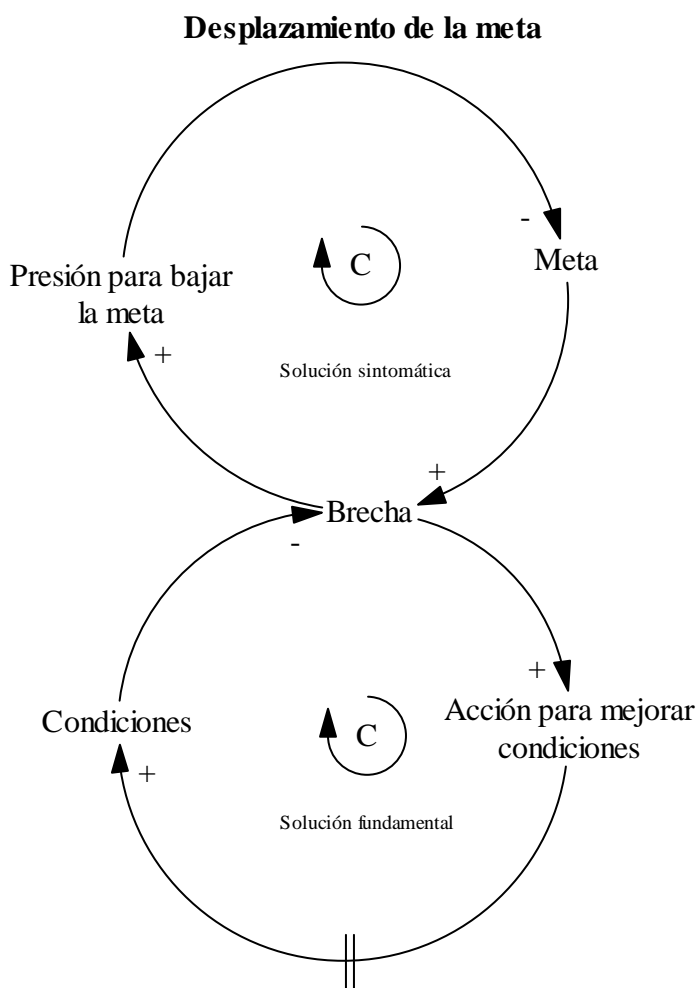 Desplazamiento de la meta
-
Meta
C
Presión para bajar
la meta
+
Solución sintomática
+
Brecha
-
+
Acción para mejorar
condiciones
Condiciones
C
+
Solución fundamental